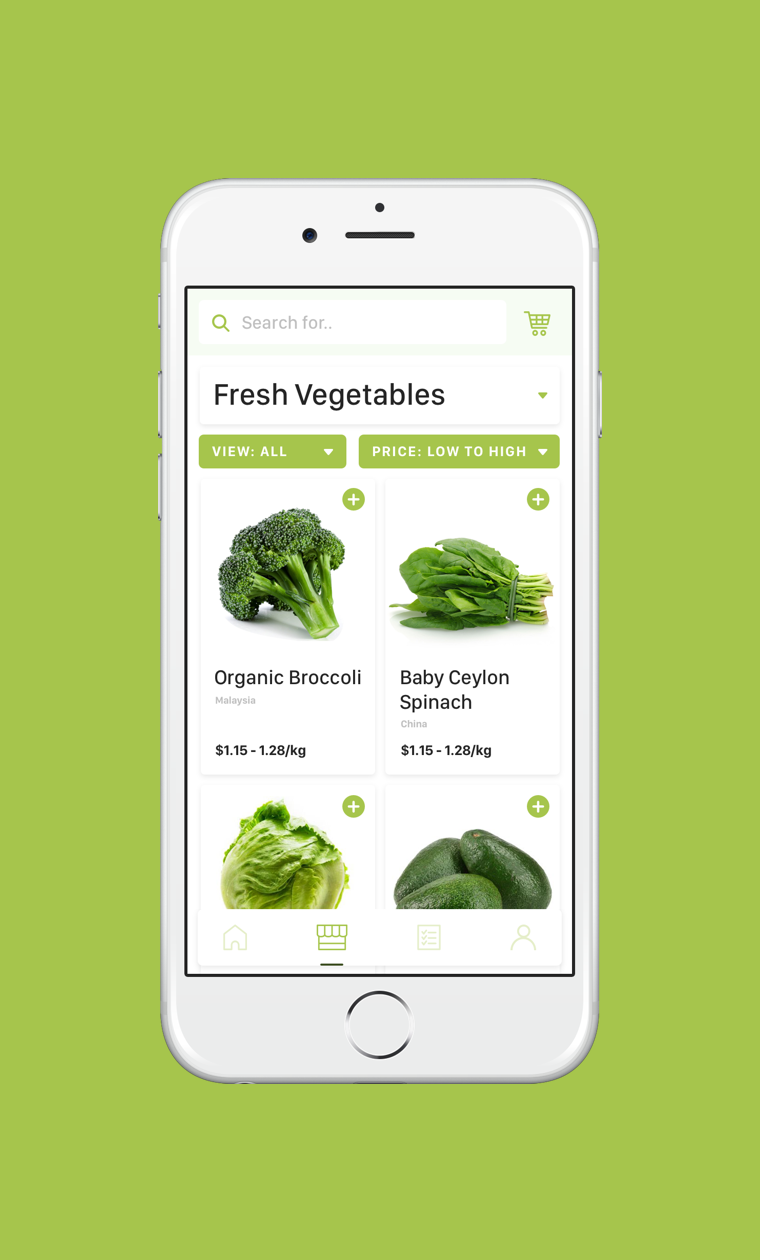 Search for..
Fresh Vegetables
VIEW: ALL
PRICE: LOW TO HIGH
Organic Broccoli
Malaysia
$1.15 - 1.28/kg
Baby Ceylon
Spinach
China
$1.15 - 1.28/kg